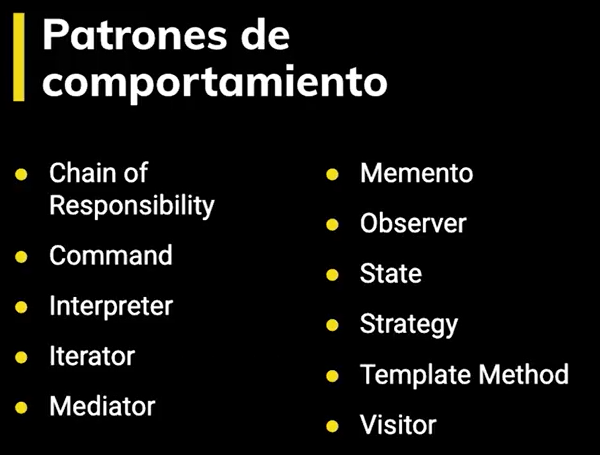 Patrones de
comportamiento
Chain of
Responsibility
Command
Interpreter
Iterator
Mediator
Memento
Observer
State
Strategy
Template Method
Visitor